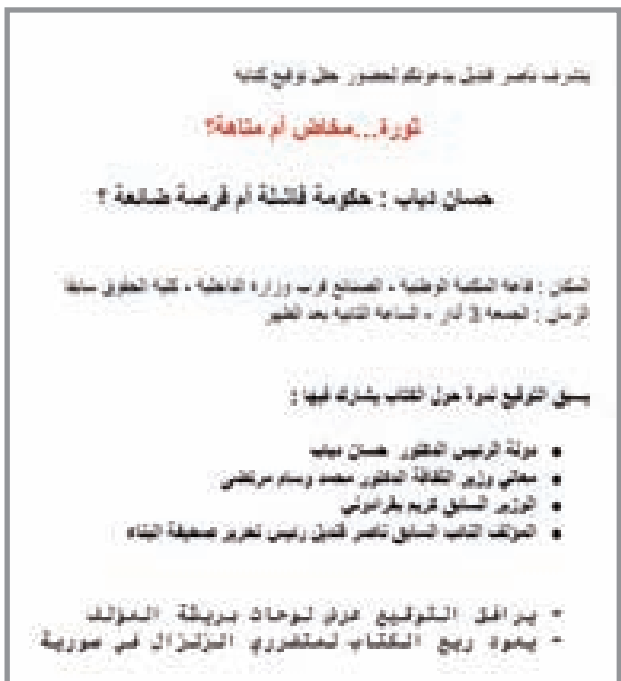 يتشرف ناصر قنديل بدعوتكم لحضور حفل توقيع كتابه
ثورة...مخاض أم متاهة؟
حسان دياب : حكومة فاشلة أم فرصة ضائعة ؟
المكان : قاعة المكتبة الوطنية - الصنائع قرب وزارة الداخلية - كلية الحقوق سابقا
الزمان : الجمعة 3 آذار - الساعة الثانية بعد الظهر
يسبق التوقيع ندوة حول الكتاب يشارك فيها :
• دولة الرئيس الدكتور حسان دياب
• معالي وزير الثقافة الدكتور محمد وسام مرتضى
• الوزير السابق كريم بقرادوني
• المؤلف النائب السابق ناصر قنديل رئيس تحرير صحيفة البناء
- يرافق التوقيع عرض لوحات بريشة المؤلف
- يعود ريع الكتاب لمتضرري الزلزال في سورية